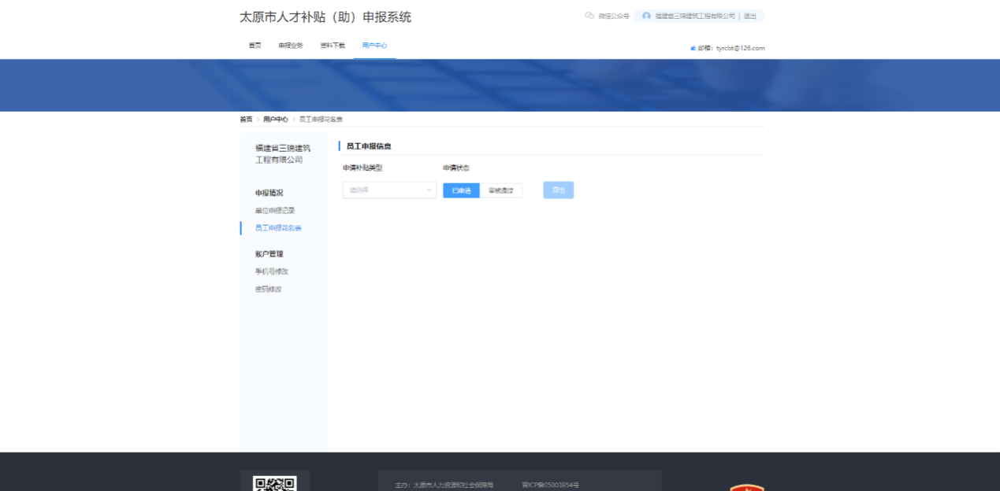 太原市人才补贴（助）申报系统
微信公众号
福建省三锦建筑工程有限公司 | 退出
首页 申报业务 资料下载 用户中心
邮箱：tyrcbt@126.com
首页 > 用户中心 > 员工申报花名表
福建省三锦建筑
工程有限公司
员工申报信息
申请补贴类型 申请状态
请选择 已申请 审核通过 导出
申报情况
单位申报记录
员工申报花名表
账户管理
手机号修改
密码修改
主办：太原市人力资源和社会保障局 晋ICP备05003854号